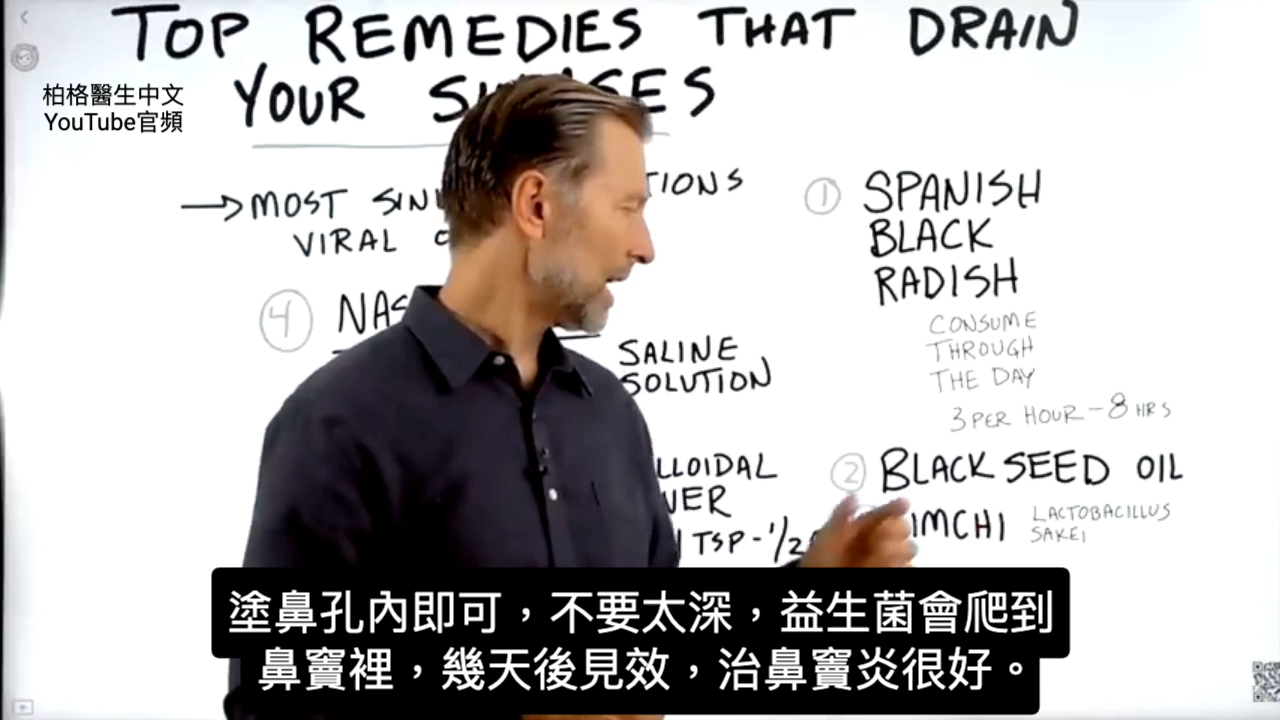 TOP REMEDIES THAT DRAIN
YOUR
柏格醫生中文
YouTube官頻
→MOST
VIRAL
④
SALINE
SOLUTION
TSP-1/2
① SPANISH
BLACK
RADISH
CONSUME
THROUGH
THE DAY
3 PER HOUR-8 HRS
② BLACK SEED OIL
LACTOBACILLUS
SAKEI
塗鼻孔內即可，不要太深，益生菌會爬到
鼻竇裡，幾天後見效，治鼻竇炎很好。